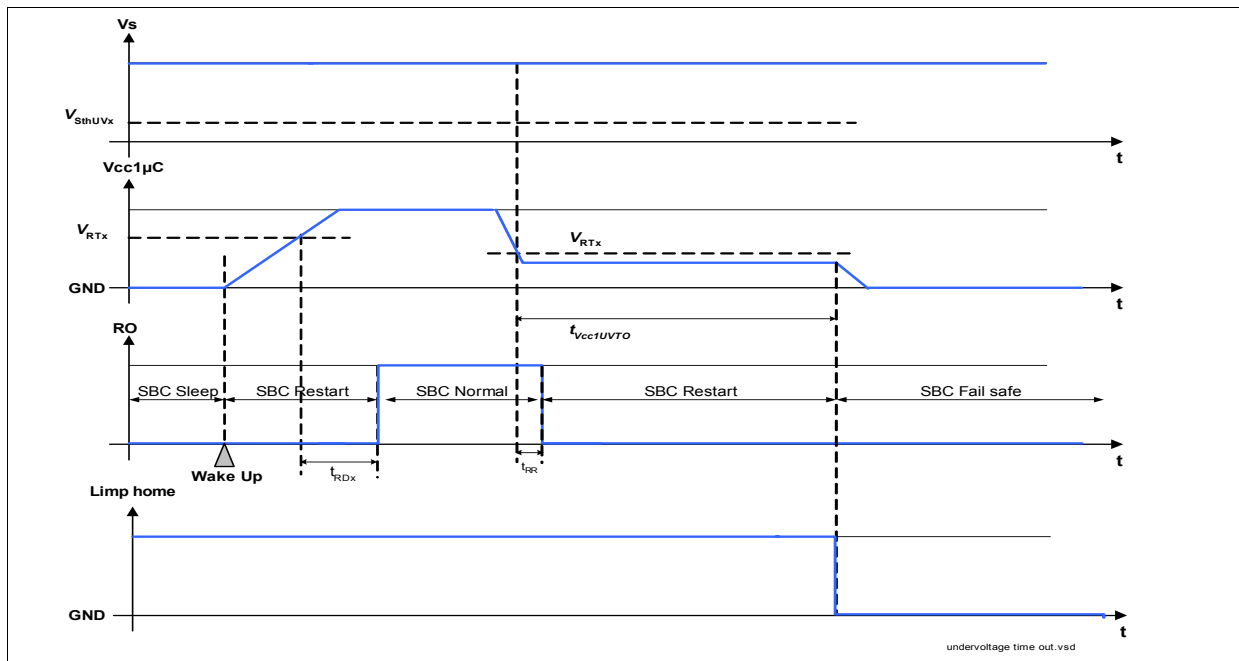 Vs
VSthUVx
t
Vcc1µC
VRTx
VRTx
GND
t
tVcc1UVTO
RO
SBC Sleep
SBC Restart
SBC Normal
SBC Restart
SBC Fail safe
t
Wake Up
tRDx
tRR
Limp home
GND
t
undervoltage time out.vsd